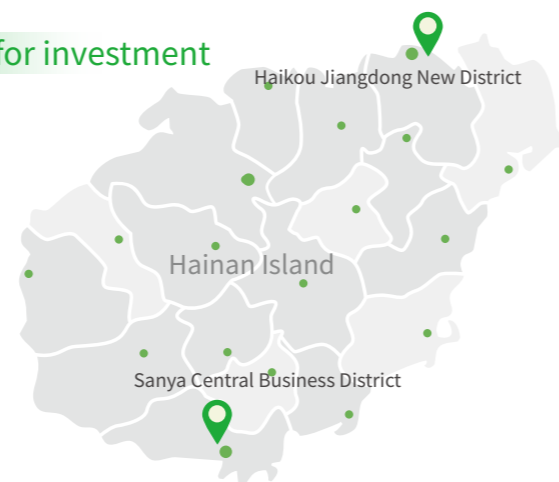 for investment
Haikou Jiangdong New District
Hainan Island
Sanya Central Business District